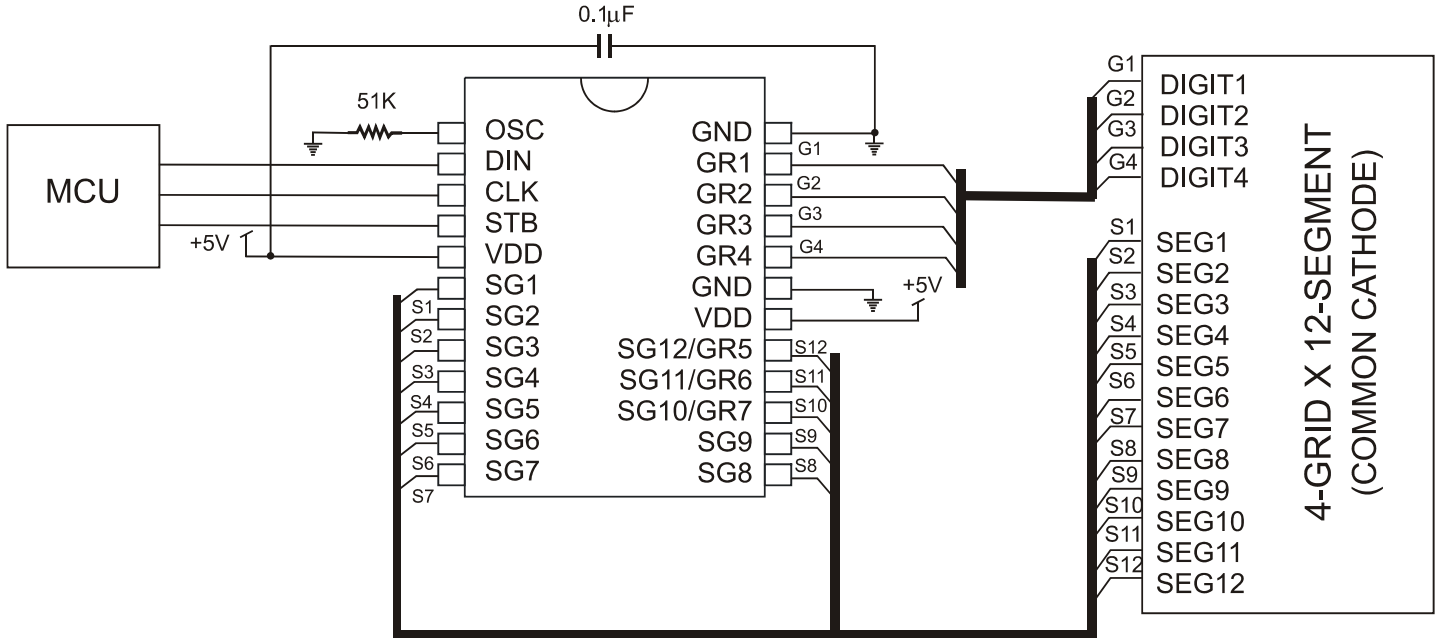 0.1µF
51K
MCU
+5V
OSC
DIN
CLK
STB
VDD
SG1
SG2
SG3
SG4
SG5
SG6
SG7
S1
S2
S3
S4
S5
S6
S7
GND
GR1
GR2
GR3
GR4
GND
VDD
SG12/GR5
SG11/GR6
SG10/GR7
SG9
SG8
G1
G2
G3
G4
+5V
S12
S11
S10
S9
S8
G1
G2
G3
G4
S1
S2
S3
S4
S5
S6
S7
S8
S9
S10
S11
S12
DIGIT1
DIGIT2
DIGIT3
DIGIT4
SEG1
SEG2
SEG3
SEG4
SEG5
SEG6
SEG7
SEG8
SEG9
SEG10
SEG11
SEG12
4-GRID X 12-SEGMENT
(COMMON CATHODE)